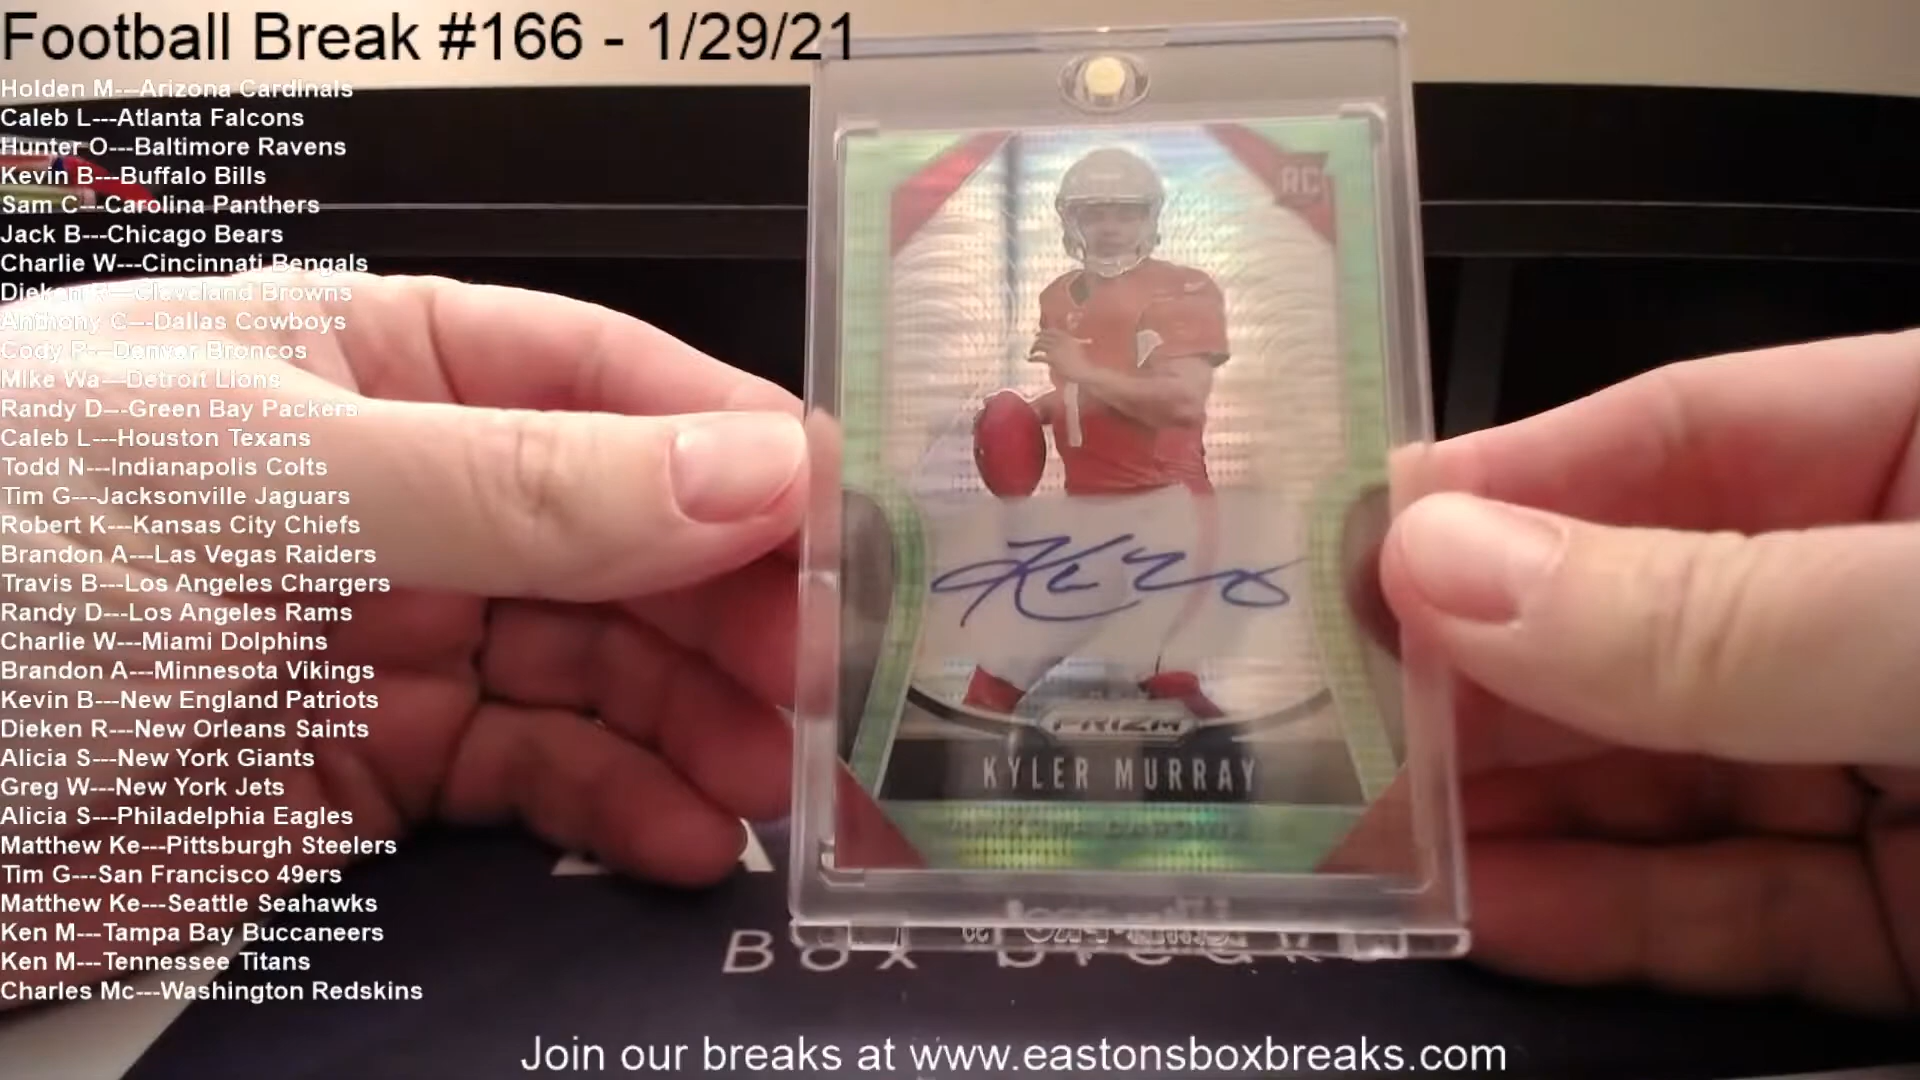 Football Break #166 - 1/29/21
Holden M---Arizona Cardinals
Caleb L---Atlanta Falcons
Hunter O---Baltimore Ravens
Kevin B---Buffalo Bills
Sam C---Carolina Panthers
Jack B---Chicago Bears
Charlie W---Cincinnati Bengals
Dieken R---Cleveland Browns
Anthony C---Dallas Cowboys
Cody P---Denver Broncos
Mike Wa---Detroit Lions
Randy D---Green Bay Packers
Caleb L---Houston Texans
Todd N---Indianapolis Colts
Tim G---Jacksonville Jaguars
Robert K---Kansas City Chiefs
Brandon A---Las Vegas Raiders
Travis B---Los Angeles Chargers
Randy D---Los Angeles Rams
Charlie W---Miami Dolphins
Brandon A---Minnesota Vikings
Kevin B---New England Patriots
Dieken R---New Orleans Saints
Alicia S---New York Giants
Greg W---New York Jets
Alicia S---Philadelphia Eagles
Matthew Ke---Pittsburgh Steelers
Tim G---San Francisco 49ers
Matthew Ke---Seattle Seahawks
Ken M---Tampa Bay Buccaneers
Ken M---Tennessee Titans
Charles Mc---Washington Redskins
RC
1
PRIZM
KYLER MURRAY
Box Breaks
Join our breaks at www.eastonsboxbreaks.com